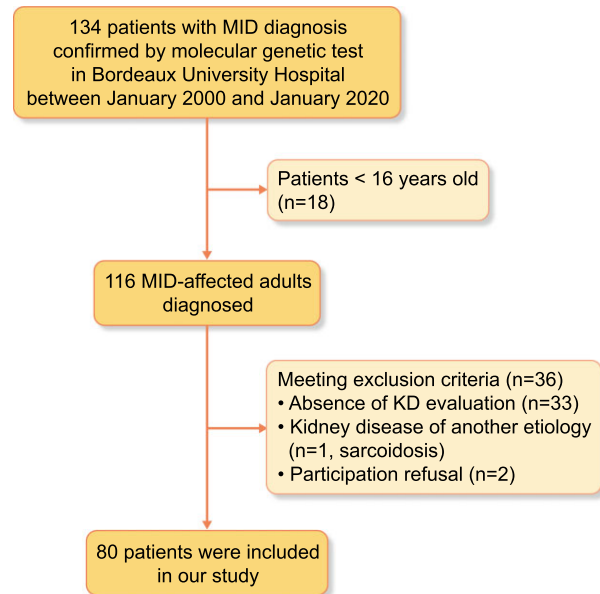 134 patients with MID diagnosis
confirmed by molecular genetic test
in Bordeaux University Hospital
between January 2000 and January 2020
Patients < 16 years old
(n=18)
116 MID-affected adults
diagnosed
Meeting exclusion criteria (n=36)
• Absence of KD evaluation (n=33)
• Kidney disease of another etiology
(n=1, sarcoidosis)
• Participation refusal (n=2)
80 patients were included
in our study